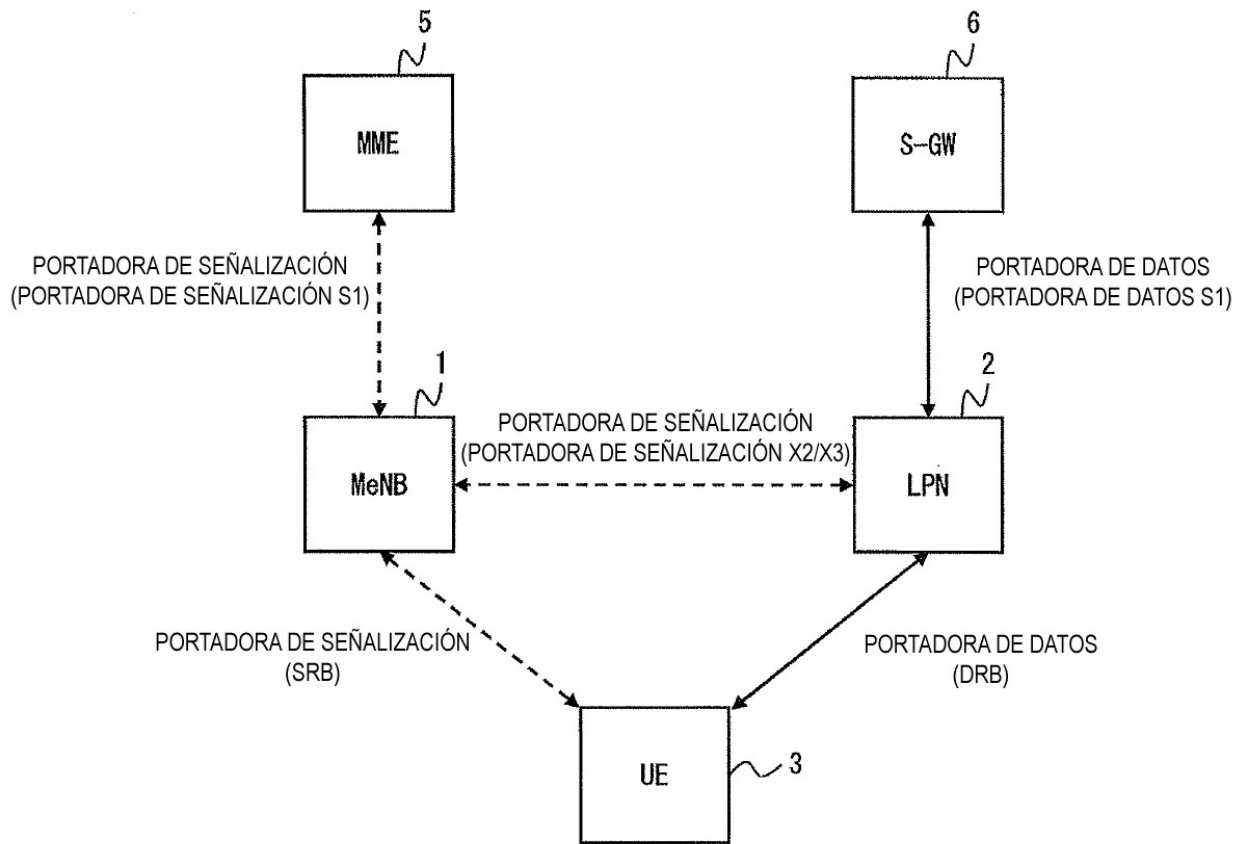 5
6
MME
S-GW
PORTADORA DE SEÑALIZACIÓN
(PORTADORA DE SEÑALIZACIÓN S1)
PORTADORA DE DATOS
(PORTADORA DE DATOS S1)
1
2
PORTADORA DE SEÑALIZACIÓN
(PORTADORA DE SEÑALIZACIÓN X2/X3)
MeNB
LPN
PORTADORA DE SEÑALIZACIÓN
(SRB)
PORTADORA DE DATOS
(DRB)
UE
3